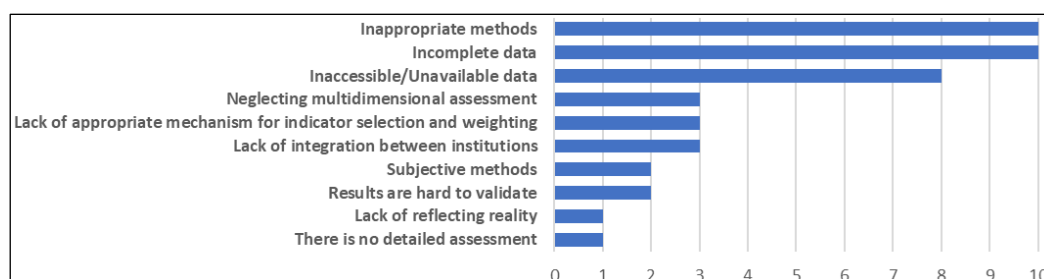 Inappropriate methods
Incomplete data
Inaccessible/Unavailable data
Neglecting multidimensional assessment
Lack of appropriate mechanism for indicator selection and weighting
Lack of integration between institutions
Subjective methods
Results are hard to validate
Lack of reflecting reality
There is no detailed assessment
0 1 2 3 4 5 6 7 8 9 10